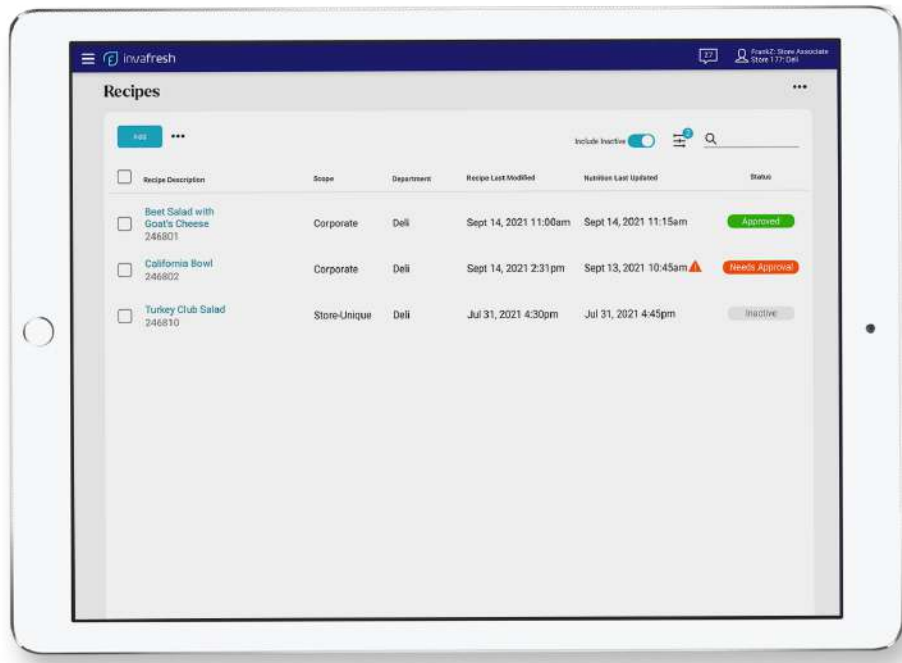 invafresh
27
FrankZ: Store Associate
Store 177: Deli
Recipes
Add
Include Inactive
2
Recipe Description
Scope
Department
Recipe Last Modified
Nutrition Last Updated
Status
Beet Salad with
Goat's Cheese
246801
Corporate
Deli
Sept 14, 2021 11:00am
Sept 14, 2021 11:15am
Approved
California Bowl
246802
Corporate
Deli
Sept 14, 2021 2:31pm
Sept 13, 2021 10:45am
Needs Approval
Turkey Club Salad
246810
Store-Unique
Deli
Jul 31, 2021 4:30pm
Jul 31, 2021 4:45pm
Inactive